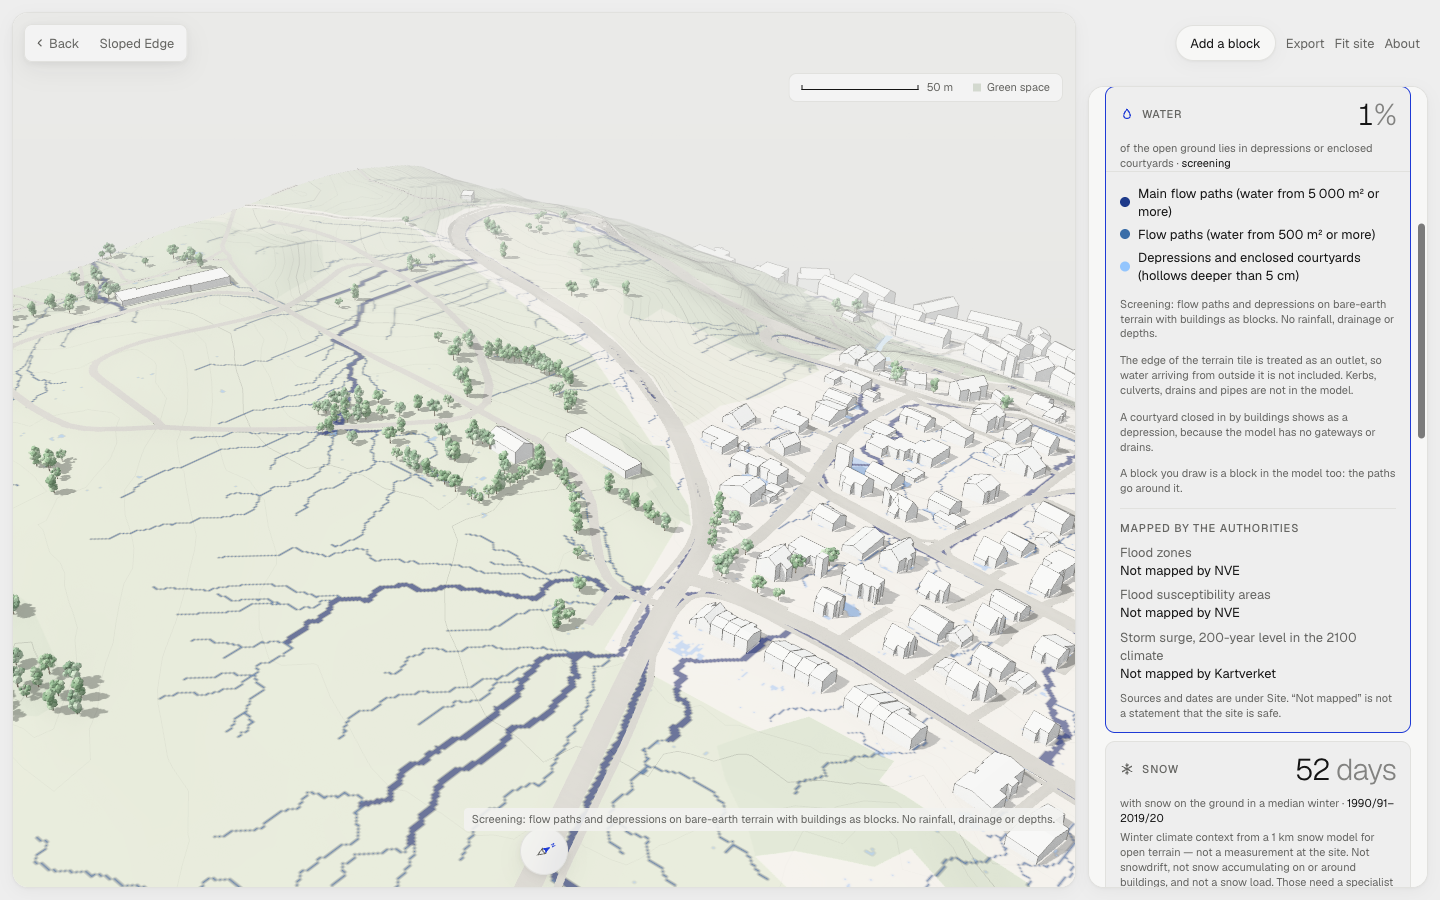 Back
Sloped Edge
50 m
Green space
Add a block
Export
Fit site
About
WATER
1%
of the open ground lies in depressions or enclosed
courtyards · screening
Main flow paths (water from 5 000 m² or
more)
Flow paths (water from 500 m² or more)
Depressions and enclosed courtyards
(hollows deeper than 5 cm)
Screening: flow paths and depressions on bare-earth
terrain with buildings as blocks. No rainfall, drainage or
depths.
The edge of the terrain tile is treated as an outlet, so
water arriving from outside it is not included. Kerbs,
culverts, drains and pipes are not in the model.
A courtyard closed in by buildings shows as a
depression, because the model has no gateways or
drains.
A block you draw is a block in the model too: the paths
go around it.
MAPPED BY THE AUTHORITIES
Flood zones
Not mapped by NVE
Flood susceptibility areas
Not mapped by NVE
Storm surge, 200-year level in the 2100
climate
Not mapped by Kartverket
Sources and dates are under Site. “Not mapped” is not
a statement that the site is safe.
SNOW
52 days
with snow on the ground in a median winter · 1990/91–
2019/20
Winter climate context from a 1 km snow model for
open terrain — not a measurement at the site. Not
snowdrift, not snow accumulating on or around
buildings, and not a snow load. Those need a specialist
Screening: flow paths and depressions on bare-earth terrain with buildings as blocks. No rainfall, drainage or depths.